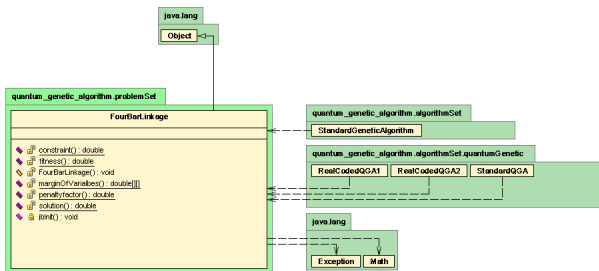 java.lang
Object
quantum_genetic_algorithm.problemSet
FourBarLinkage
constraint() : double
fitness() : double
FourBarLinkage() : void
marginOfVarialbes() : double[][]
penaltyfactor() : double
solution() : double
jbInit() : void
quantum_genetic_algorithm.algorithmSet
StandardGeneticAlgorithm
quantum_genetic_algorithm.algorithmSet.quantumGenetic
RealCodedQGA1 RealCodedQGA2 StandardQGA
java.lang
Exception Math